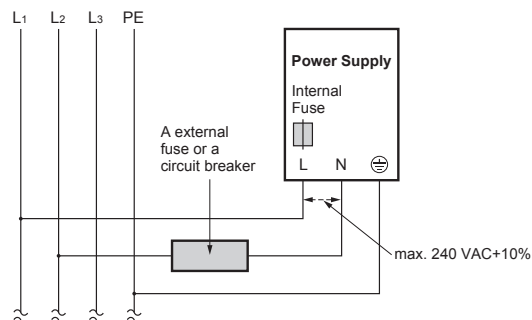 L1 L2 L3 PE
Power Supply
Internal
Fuse
A external
fuse or a
circuit breaker
L N
max. 240 VAC+10%